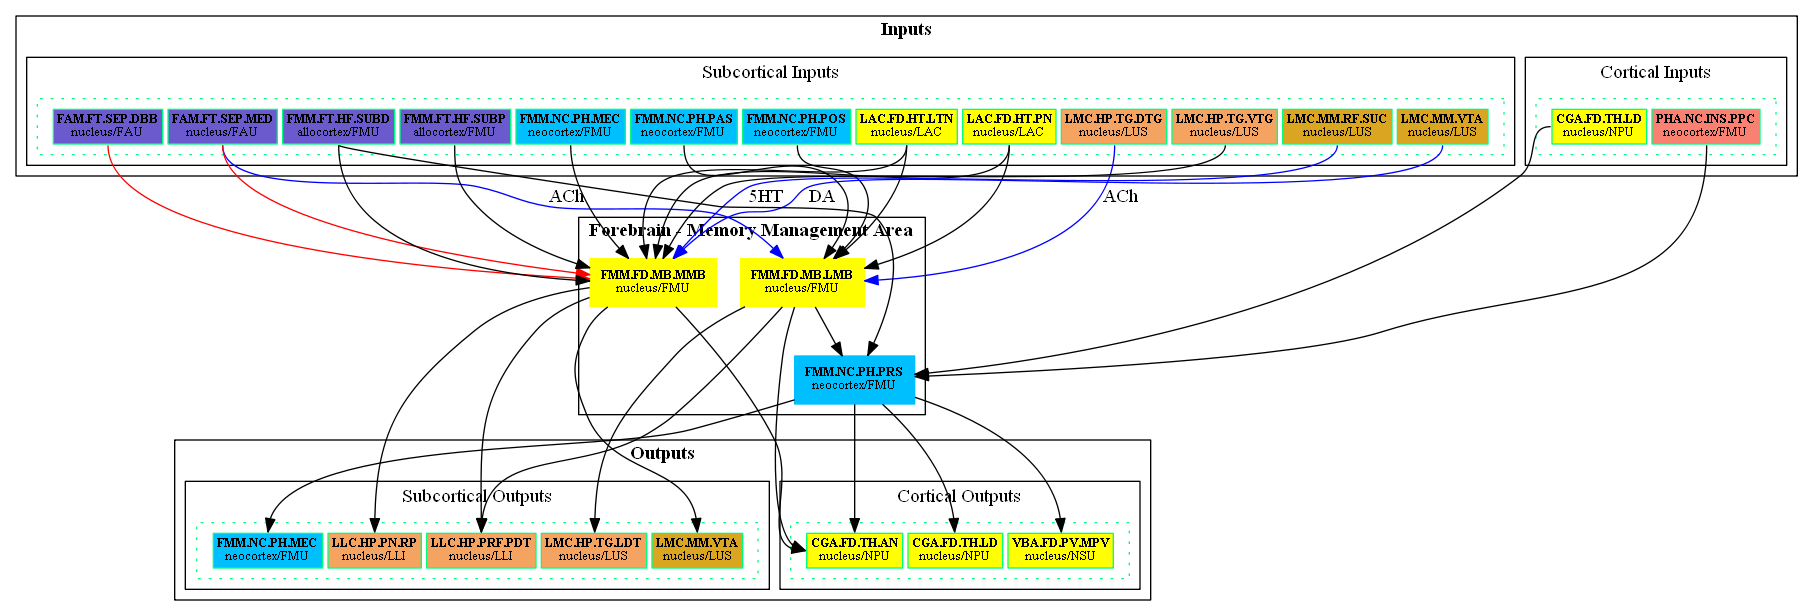 Inputs
Subcortical Inputs
Cortical Inputs
FAM.FT.SEP.DBB
nucleus/FAU
FAM.FT.SEP.MED
nucleus/FAU
FMM.FT.HF.SUBD
allocortex/FMU
FMM.FT.HF.SUBP
allocortex/FMU
FMM.NC.PH.MEC
neocortex/FMU
FMM.NC.PH.PAS
neocortex/FMU
FMM.NC.PH.POS
neocortex/FMU
LAC.FD.HT.LTN
nucleus/LAC
LAC.FD.HT.PN
nucleus/LAC
LMC.HP.TG.DTG
nucleus/LUS
LMC.HP.TG.VTG
nucleus/LUS
LMC.MM.RF.SUC
nucleus/LUS
LMC.MM.VTA
nucleus/LUS
CGA.FD.TH.LD
nucleus/NPU
PHA.NC.INS.PPC
neocortex/FMU
ACh
5HT
DA
ACh
Forebrain - Memory Management Area
FMM.FD.MB.MMB
nucleus/FMU
FMM.FD.MB.LMB
nucleus/FMU
FMM.NC.PH.PRS
neocortex/FMU
Outputs
Subcortical Outputs
Cortical Outputs
FMM.NC.PH.MEC
neocortex/FMU
LLC.HP.PN.RP
nucleus/LLI
LLC.HP.PRF.PDT
nucleus/LLI
LMC.HP.TG.LDT
nucleus/LUS
LMC.MM.VTA
nucleus/LUS
CGA.FD.TH.AN
nucleus/NPU
CGA.FD.TH.LD
nucleus/NPU
VBA.FD.PV.MPV
nucleus/NSU